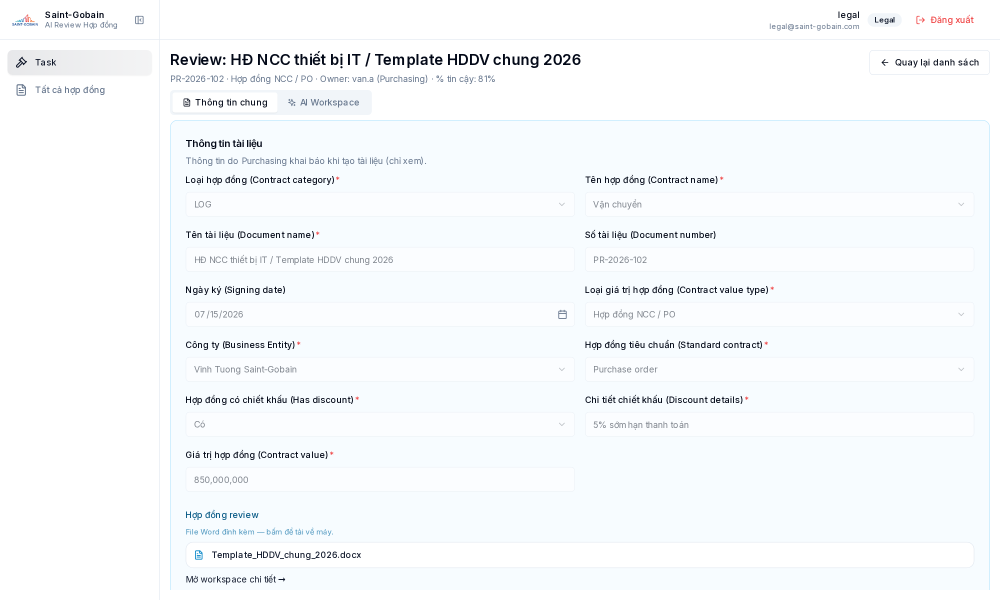 SAINT-GOBAIN
Saint-Gobain
AI Review Hợp đồng
legal
legal@saint-gobain.com
Legal
Đăng xuất
Task
Tất cả hợp đồng
Review: HĐ NCC thiết bị IT / Template HDDV chung 2026
Quay lại danh sách
PR-2026-102 · Hợp đồng NCC / PO · Owner: van.a (Purchasing) · % tin cậy: 81%
Thông tin chung
AI Workspace
Thông tin tài liệu
Thông tin do Purchasing khai báo khi tạo tài liệu (chỉ xem).
Loại hợp đồng (Contract category)*
Tên hợp đồng (Contract name)*
LOG
Vận chuyển
Tên tài liệu (Document name)*
Số tài liệu (Document number)
HĐ NCC thiết bị IT / Template HDDV chung 2026
PR-2026-102
Ngày ký (Signing date)
Loại giá trị hợp đồng (Contract value type)*
07/15/2026
Hợp đồng NCC / PO
Công ty (Business Entity)*
Hợp đồng tiêu chuẩn (Standard contract)*
Vinh Tuong Saint-Gobain
Purchase order
Hợp đồng có chiết khấu (Has discount)*
Chi tiết chiết khấu (Discount details)*
Có
5% sớm hạn thanh toán
Giá trị hợp đồng (Contract value)*
850,000,000
Hợp đồng review
File Word đính kèm — bấm để tải về máy.
Template_HDDV_chung_2026.docx
Mở workspace chi tiết →